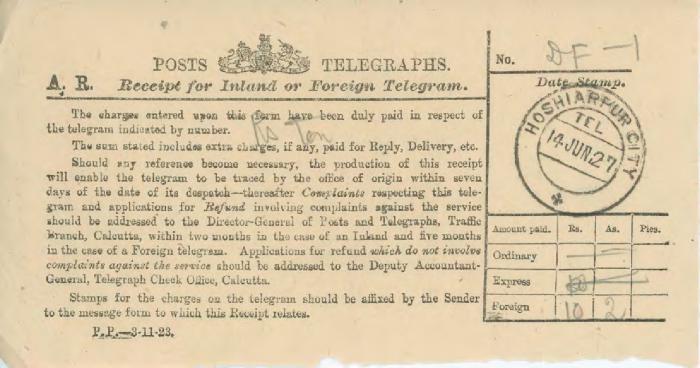 POSTS TELEGRAPHS.
A. R. Receipt for Inland or Foreign Telegram.
The charges entered upon this form have been duly paid in respect of
the telegram indicated by number.
Rs Ten
The sum stated includes extra charges, if any, paid for Reply, Delivery, etc.
Should any reference become necessary, the production of this receipt
will enable the telegram to be traced by the office of origin within seven
days of the date of its despatch—thereafter Complaints respecting this tele-
gram and applications for Refund involving complaints against the service
should be addressed to the Director-General of Posts and Telegraphs, Traffic
Branch, Calcutta, within two months in the case of an Inland and five months
in the case of a Foreign telegram. Applications for refund which do not involve
complaints against the service should be addressed to the Deputy Accountant-
General, Telegraph Check Office, Calcutta.
Stamps for the charges on the telegram should be affixed by the Sender
to the message form to which this Receipt relates.
P.P.—3-11-23.
No. DF-1
Date Stamp.
HOSHIARPUR CITY
TEL
14 JUN.27
Amount paid. Rs. As. Pies.
Ordinary
Express
Foreign 10 2